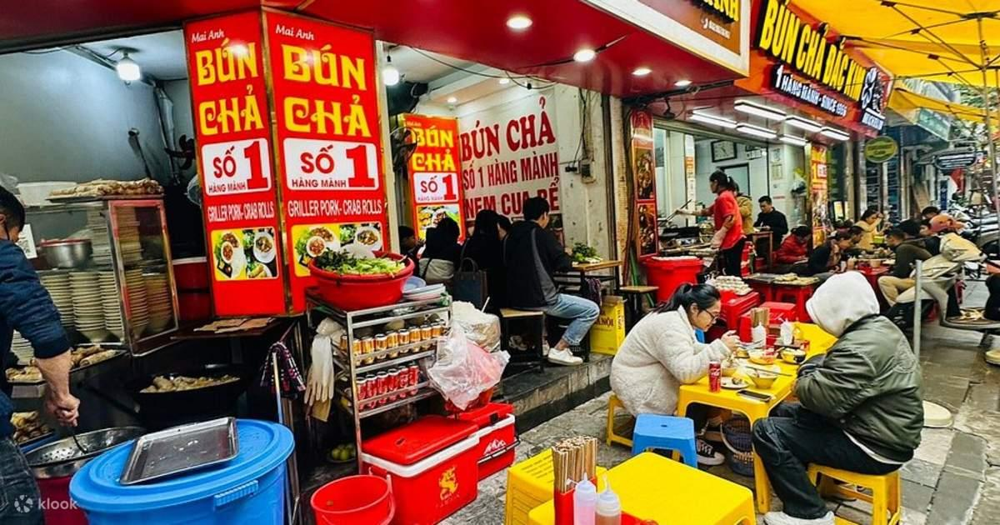 Mai Anh
BÚN
CHẢ
SỐ 1
HÀNG MÀNH
GRILLER PORK- CRAB ROLLS
Mai Anh
BÚN
CHẢ
SỐ 1
HÀNG MÀNH
GRILLER PORK- CRAB ROLLS
BÚN
CHẢ
SỐ 1
HÀNG MÀNH
BÚN CHẢ
SỐ 1 HÀNG MÀNH
NEM CUA BỂ
BÚN CHẢ ĐẮC KIM
1 HÀNG MÀNH - SINCE 1966
klook